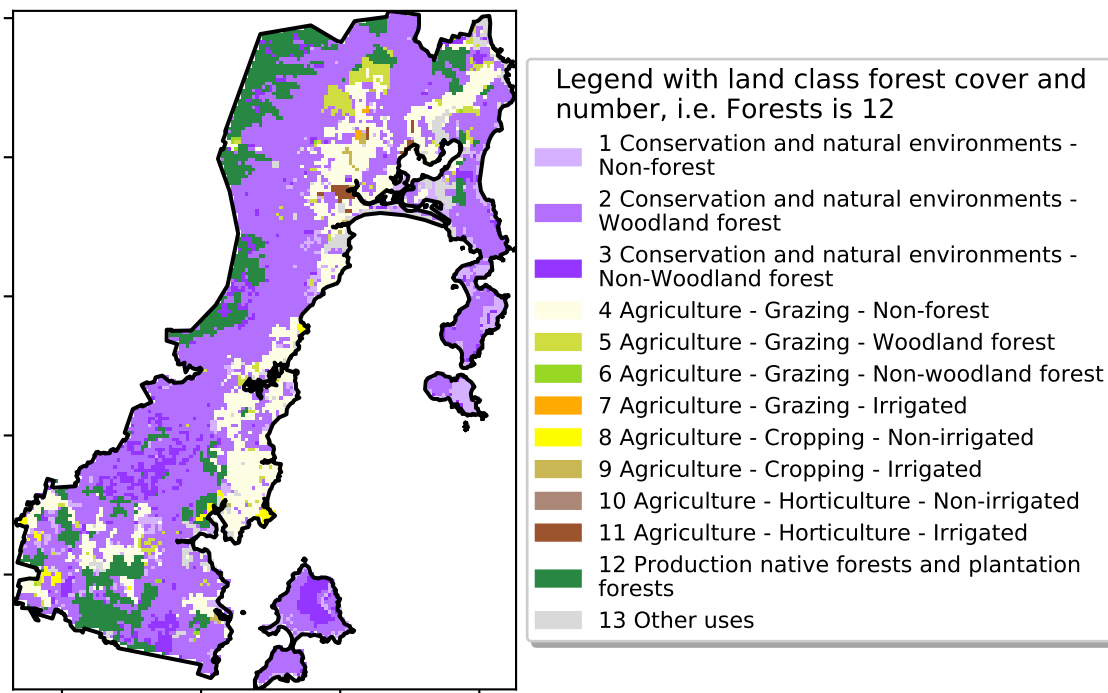 Legend with land class forest cover and
number, i.e. Forests is 12
1 Conservation and natural environments -
Non-forest
2 Conservation and natural environments -
Woodland forest
3 Conservation and natural environments -
Non-Woodland forest
4 Agriculture - Grazing - Non-forest
5 Agriculture - Grazing - Woodland forest
6 Agriculture - Grazing - Non-woodland forest
7 Agriculture - Grazing - Irrigated
8 Agriculture - Cropping - Non-irrigated
9 Agriculture - Cropping - Irrigated
10 Agriculture - Horticulture - Non-irrigated
11 Agriculture - Horticulture - Irrigated
12 Production native forests and plantation
forests
13 Other uses